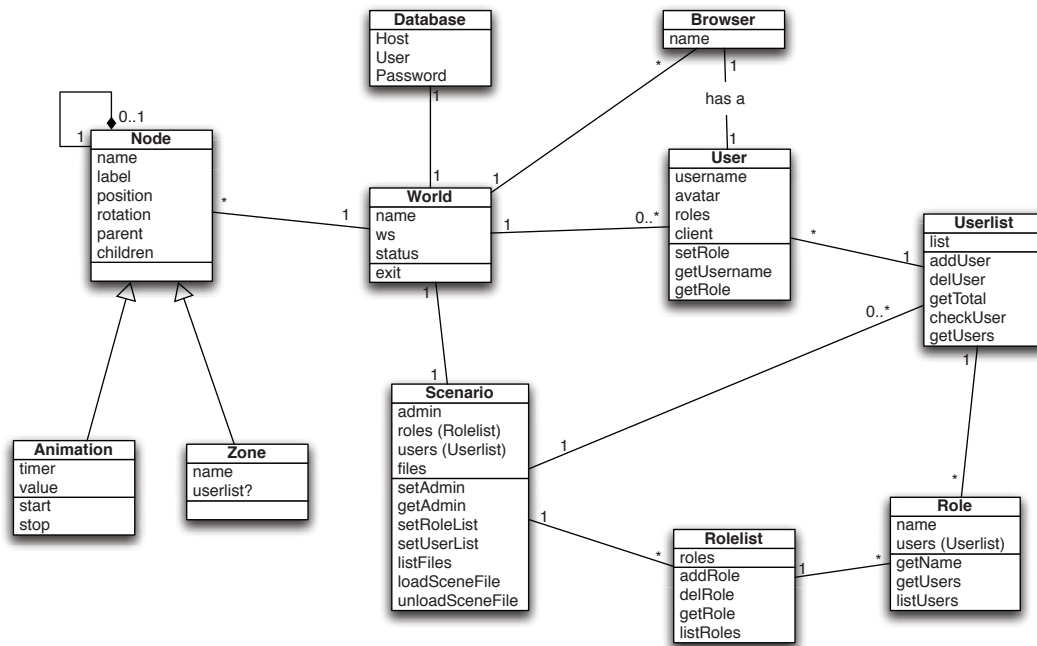 Database
Host
User
Password
1
Browser
name
*
1
has a
1
0..1
1
Node
name
label
position
rotation
parent
children
*
1
World
name
ws
status
exit
1
1
1
0..*
1
User
username
avatar
roles
client
setRole
getUsername
getRole
*
1
Userlist
list
addUser
delUser
getTotal
checkUser
getUsers
0..*
1
1
Scenario
admin
roles (Rolelist)
users (Userlist)
files
setAdmin
getAdmin
setRoleList
setUserList
listFiles
loadSceneFile
unloadSceneFile
1
1
*
Animation
timer
value
start
stop
Zone
name
userlist?
Rolelist
roles
addRole
delRole
getRole
listRoles
1
*
*
Role
name
users (Userlist)
getName
getUsers
listUsers